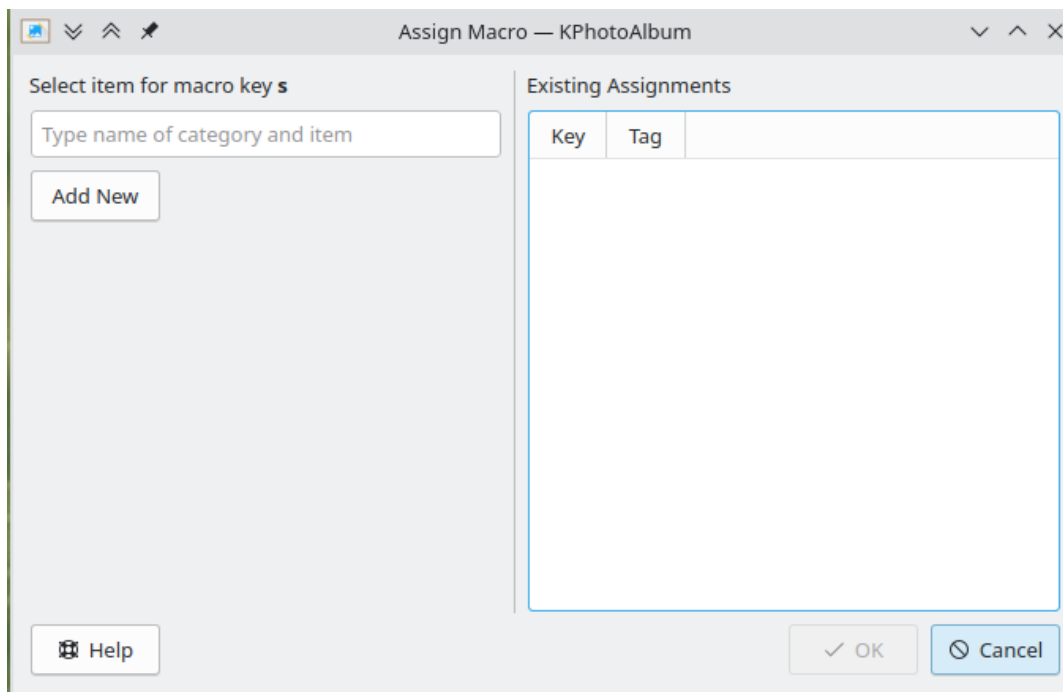 Assign Macro — KPhotoAlbum
Select item for macro key s
Type name of category and item
Add New
Existing Assignments
Key Tag
Help
OK
Cancel